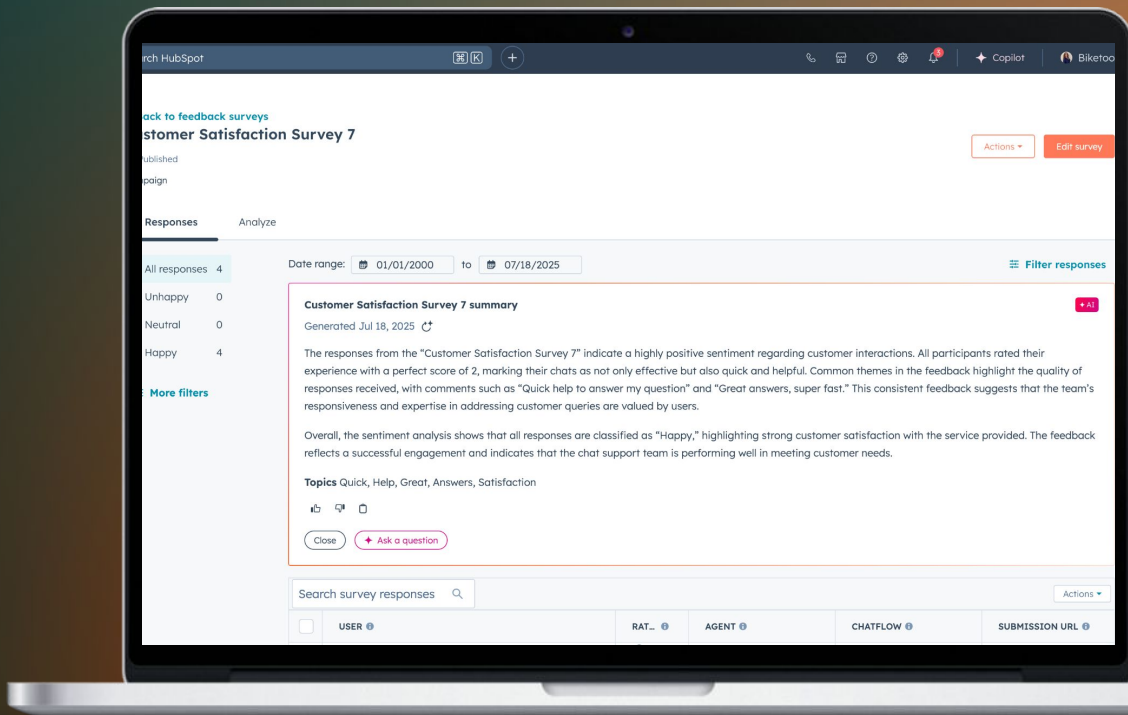 rch HubSpot ⌘ K + 3 Copilot Biketoo
ack to feedback surveys
stomer Satisfaction Survey 7
Actions Edit survey
ublished
paign
Responses Analyze
All responses 4
Unhappy 0
Neutral 0
Happy 4
More filters
Date range: 01/01/2000 to 07/18/2025 Filter responses
Customer Satisfaction Survey 7 summary AI
Generated Jul 18, 2025
The responses from the “Customer Satisfaction Survey 7” indicate a highly positive sentiment regarding customer interactions. All participants rated their
experience with a perfect score of 2, marking their chats as not only effective but also quick and helpful. Common themes in the feedback highlight the quality of
responses received, with comments such as “Quick help to answer my question” and “Great answers, super fast.” This consistent feedback suggests that the team’s
responsiveness and expertise in addressing customer queries are valued by users.
Overall, the sentiment analysis shows that all responses are classified as “Happy,” highlighting strong customer satisfaction with the service provided. The feedback
reflects a successful engagement and indicates that the chat support team is performing well in meeting customer needs.
Topics Quick, Help, Great, Answers, Satisfaction
Close Ask a question
Search survey responses Actions
USER RAT... AGENT CHATFLOW SUBMISSION URL